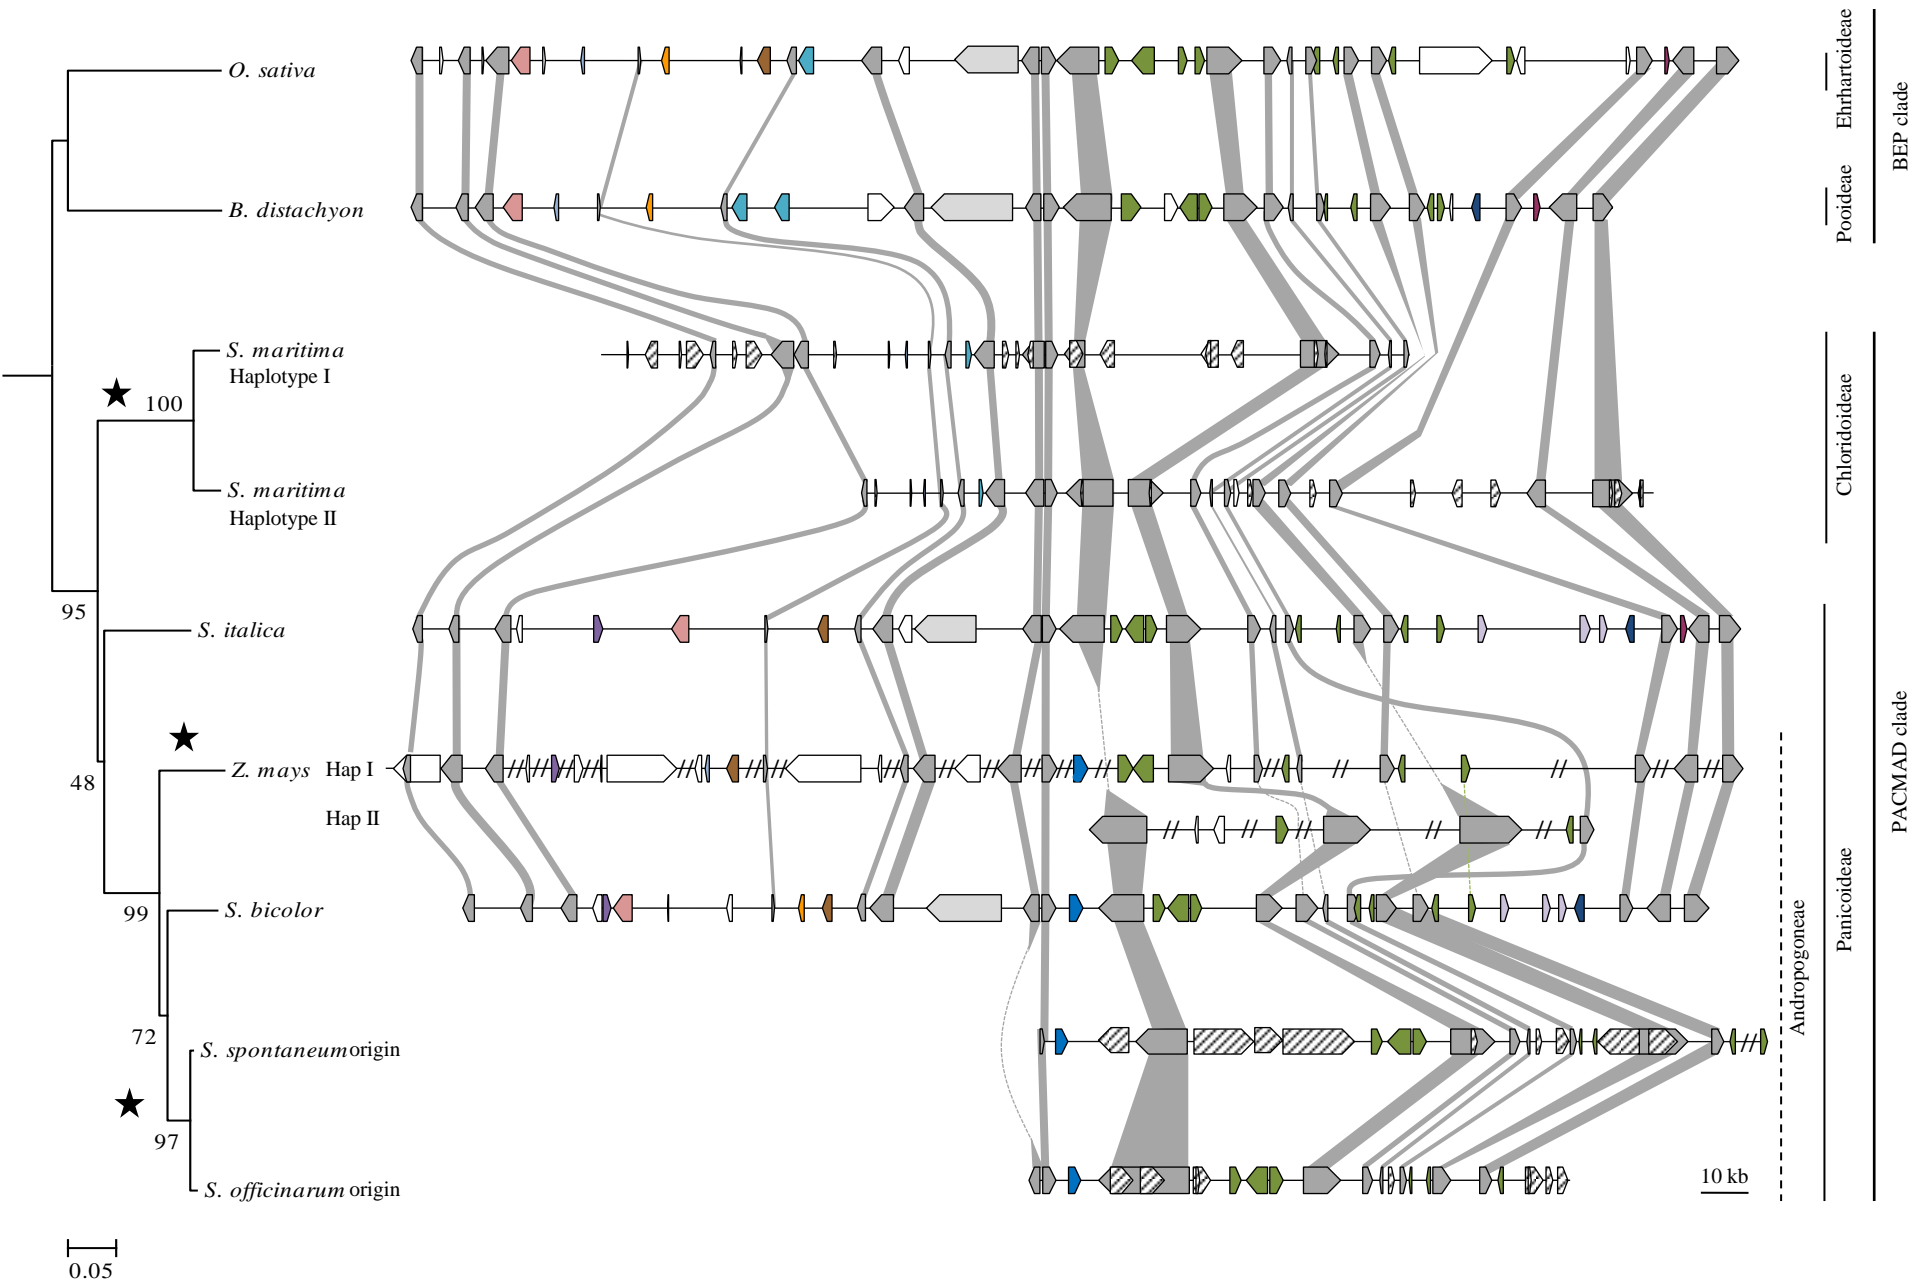 O. sativa
B. distachyon
S. maritima
Haplotype I
100
S. maritima
Haplotype II
95
S. italica
48
Z. mays Hap I
Hap II
99
S. bicolor
72
S. spontaneum origin
97
S. officinarum origin
10 kb
0.05
Ehrhartoideae
Pooideae
BEP clade
Chloridoideae
Panicoideae
Andropogoneae
PACMAD clade